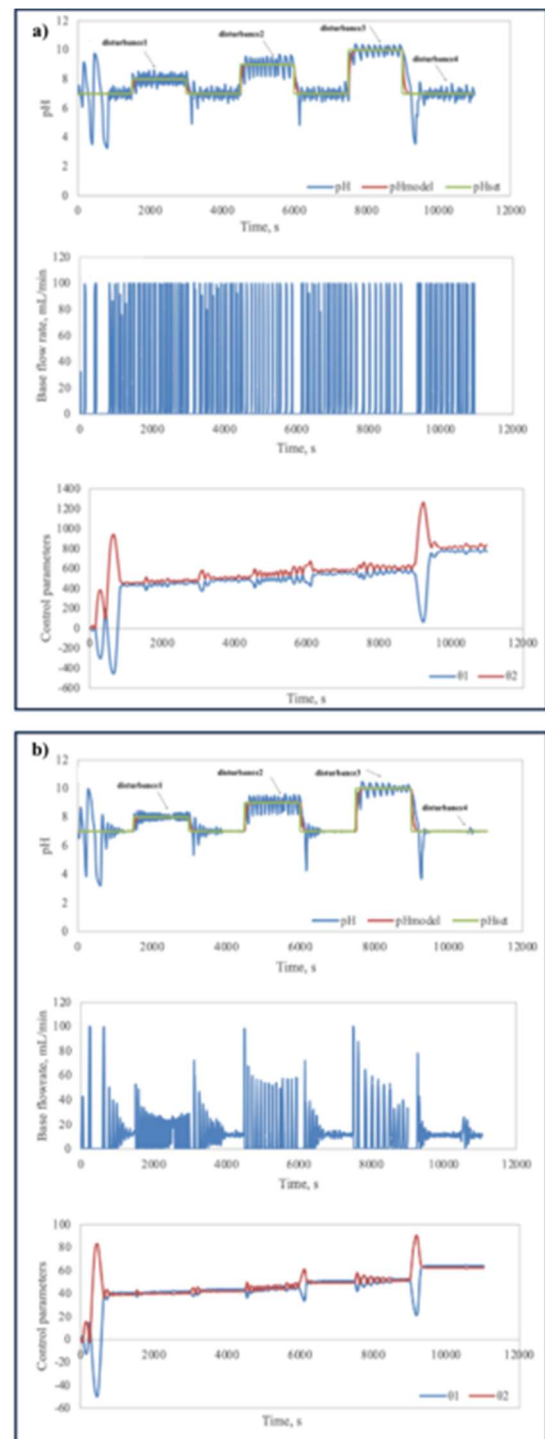 a)
disturbance1
disturbance2
disturbance3
disturbance4
12
10
8
6
4
2
0
pH
0 2000 4000 6000 8000 10000 12000
pH pHmodel pHset
Time, s
120
100
80
60
40
20
0
Base flow rate, mL/min
0 2000 4000 6000 8000 10000 12000
Time, s
1400
1200
1000
800
600
400
200
0
-200
-400
-600
Control parameters
0 2000 4000 6000 8000 10000 12000
θ1 θ2
Time, s
b)
disturbance1
disturbance2
disturbance3
disturbance4
12
10
8
6
4
2
0
pH
0 2000 4000 6000 8000 10000 12000
pH pHmodel pHset
Time, s
120
100
80
60
40
20
0
Base flowrate, mL/min
0 2000 4000 6000 8000 10000 12000
Time, s
100
80
60
40
20
0
-20
-40
-60
Control parameters
0 2000 4000 6000 8000 10000 12000
θ1 θ2
Time, s